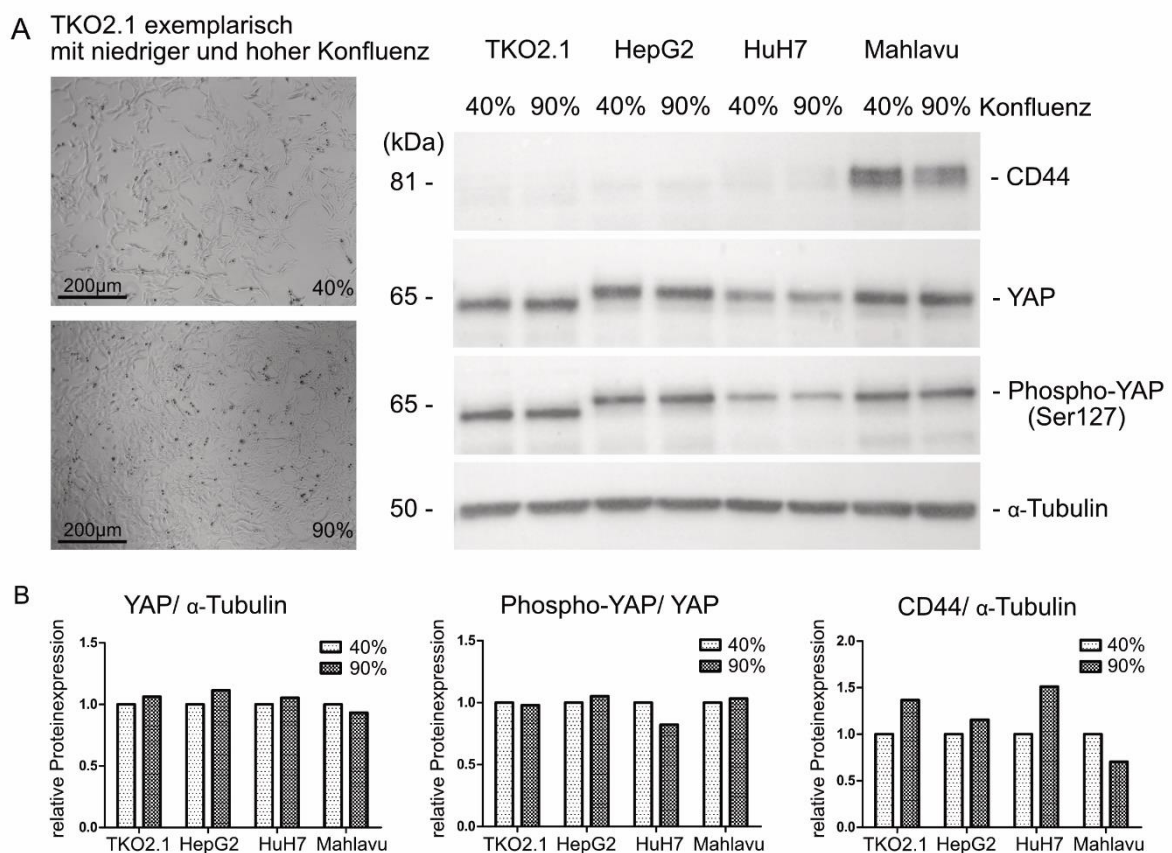 A
TKO2.1 exemplarisch
mit niedriger und hoher Konfluenz
200µm
40%
200µm
90%
TKO2.1 HepG2 HuH7 Mahlavu
40% 90% 40% 90% 40% 90% 40% 90% Konfluenz
(kDa)
81 - - CD44
65 - - YAP
65 - - Phospho-YAP
(Ser127)
50 - - α-Tubulin
B
YAP/ α-Tubulin
relative Proteinexpression
1.5
1.0
0.5
0.0
40%
90%
TKO2.1 HepG2 HuH7 Mahlavu
Phospho-YAP/ YAP
relative Proteinexpression
1.5
1.0
0.5
0.0
40%
90%
TKO2.1 HepG2 HuH7 Mahlavu
CD44/ α-Tubulin
relative Proteinexpression
2.0
1.5
1.0
0.5
0.0
40%
90%
TKO2.1 HepG2 HuH7 Mahlavu